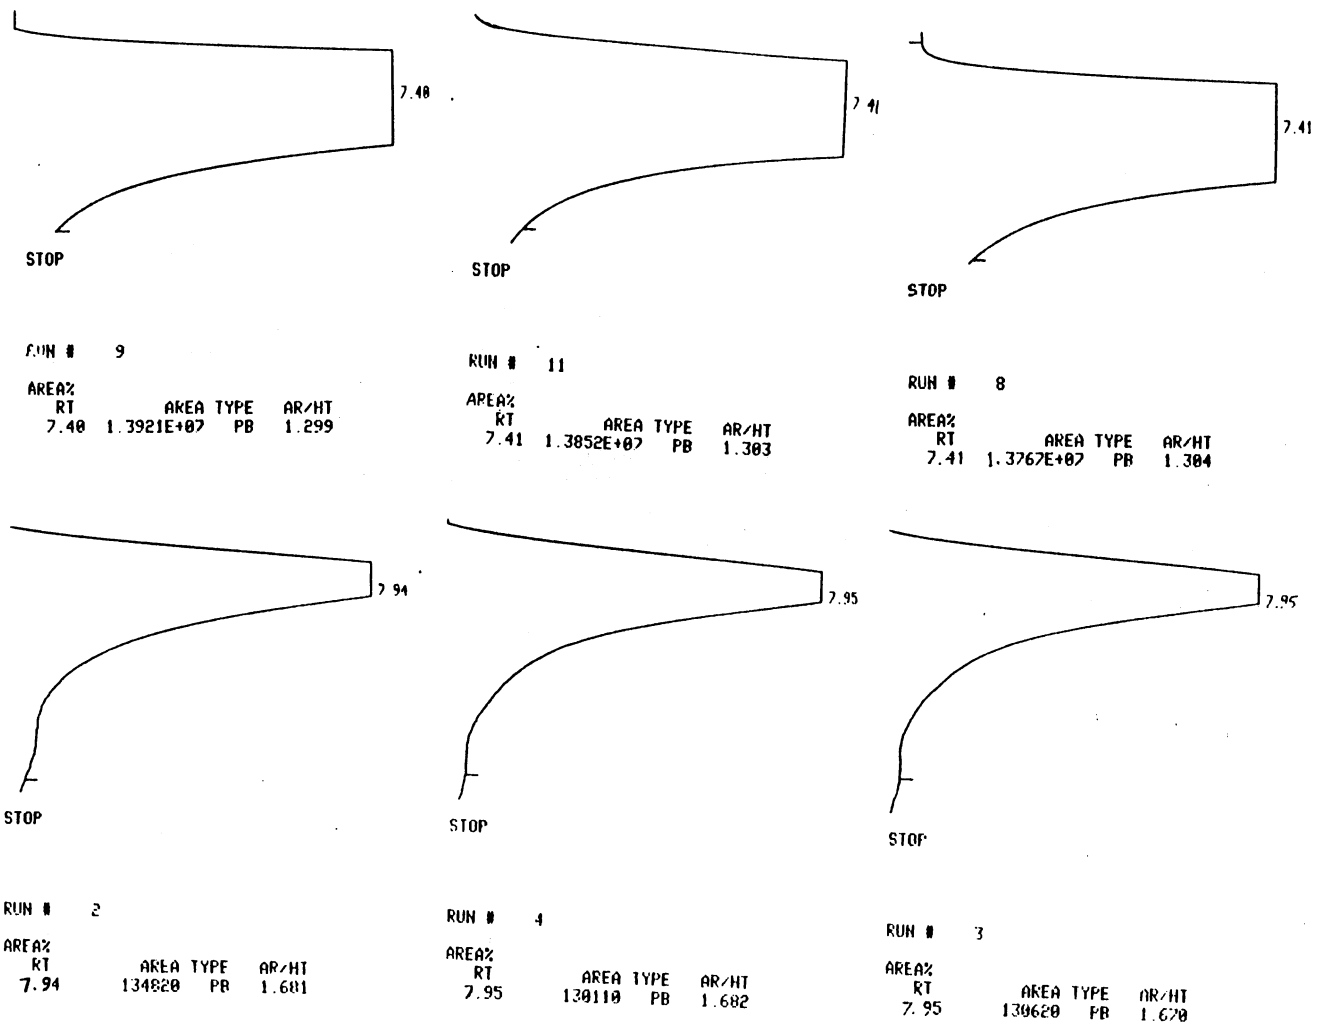 7.40
STOP
RUN # 9
AREA%
RT AREA TYPE AR/HT
7.40 1.3921E+07 PB 1.299
7.41
STOP
RUN # 11
AREA%
RT AREA TYPE AR/HT
7.41 1.3852E+07 PB 1.303
7.41
STOP
RUN # 8
AREA%
RT AREA TYPE AR/HT
7.41 1.3767E+07 PB 1.304
7.94
STOP
RUN # 2
AREA%
RT AREA TYPE AR/HT
7.94 134820 PB 1.681
7.95
STOP
RUN # 4
AREA%
RT AREA TYPE AR/HT
7.95 130110 PB 1.682
7.95
STOP
RUN # 3
AREA%
RT AREA TYPE AR/HT
7.95 130620 PB 1.670